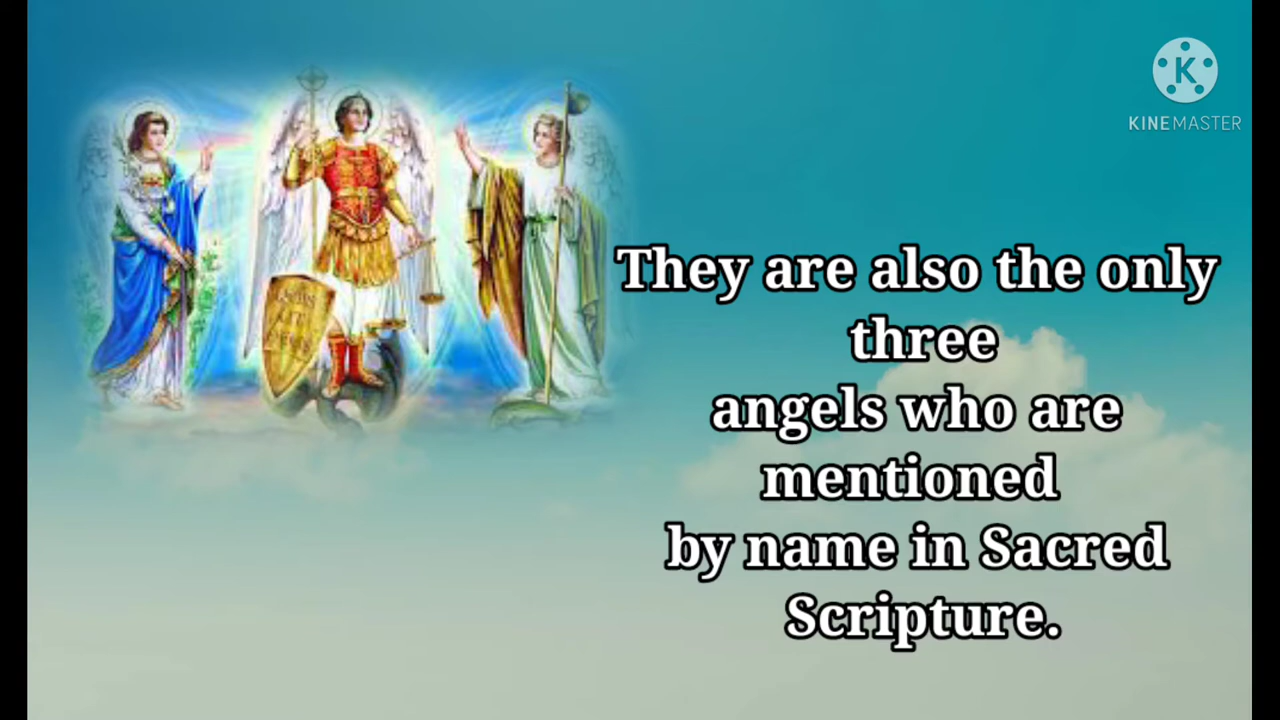 KINEMASTER
They are also the only
three
angels who are
mentioned
by name in Sacred
Scripture.